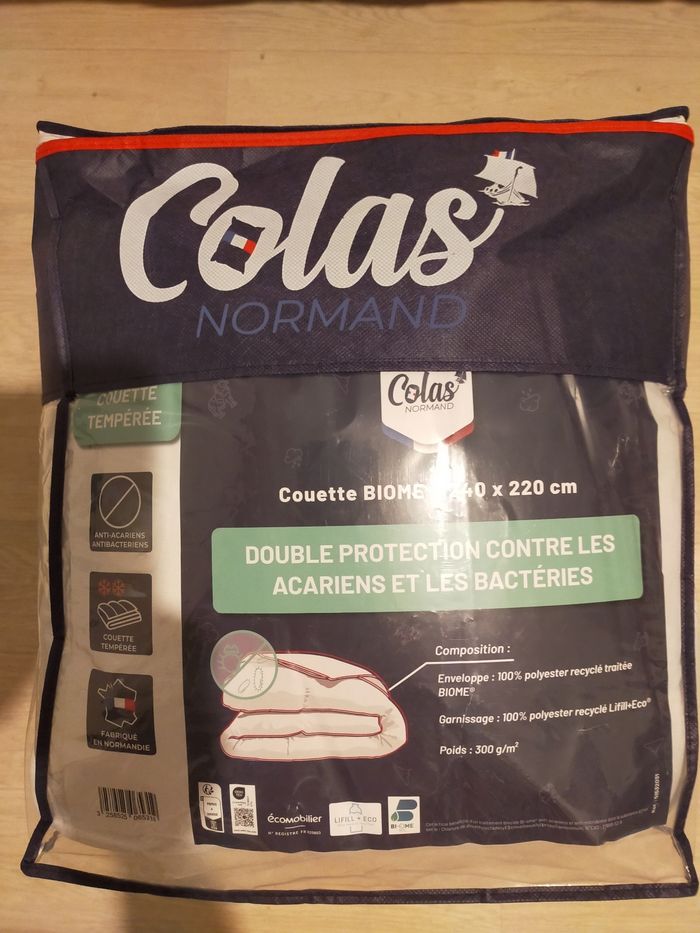 Colas
NORMAND
COUETTE
TEMPÉRÉE
Colas
NORMAND
Couette BIOME 240 x 220 cm
DOUBLE PROTECTION CONTRE LES
ACARIENS ET LES BACTÉRIES
ANTI-ACARIENS
ANTIBACTERIENS
COUETTE
TEMPÉRÉE
FABRIQUÉ
EN NORMANDIE
Composition :
Enveloppe : 100% polyester recyclé traitée
BIOME®
Garnissage : 100% polyester recyclé Lifill+Eco®
Poids : 300 g/m²
écomobilier
LIFILL + ECO
BIOME